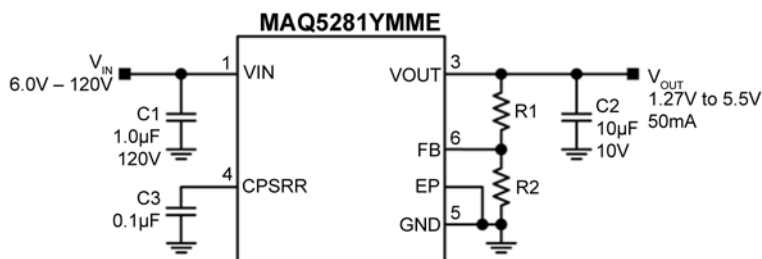 MAQ5281YMME
VIN
6.0V – 120V
1
VIN
C1
1.0µF
120V
4
CPSRR
C3
0.1µF
VOUT
3
R1
C2
10µF
10V
VOUT
1.27V to 5.5V
50mA
FB
6
EP
R2
GND
5